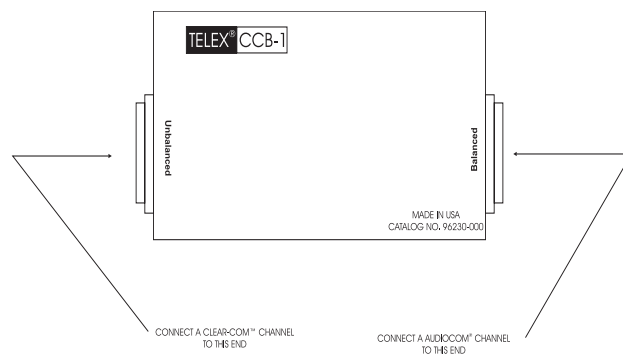 TELEX® CCB-1
Unbalanced
Balanced
MADE IN USA
CATALOG NO. 96230-000
CONNECT A CLEAR-COM™ CHANNEL
TO THIS END
CONNECT A AUDIOCOM® CHANNEL
TO THIS END